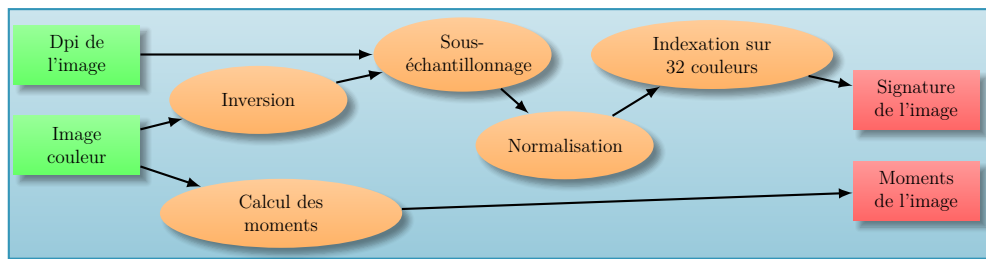 Dpi de
l'image
Sous-
échantillonnage
Indexation sur
32 couleurs
Inversion
Signature
de l'image
Image
couleur
Normalisation
Moments
de l'image
Calcul des
moments